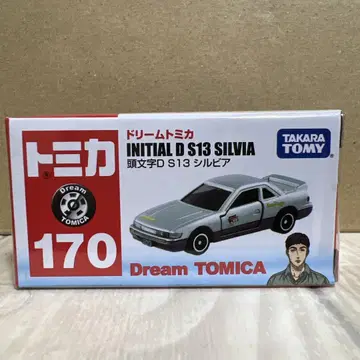 トミカ
Dream
TOMICA
170
ドリームトミカ
INITIAL D S13 SILVIA
頭文字D S13 シルビア
TAKARA
TOMY
Dream TOMICA